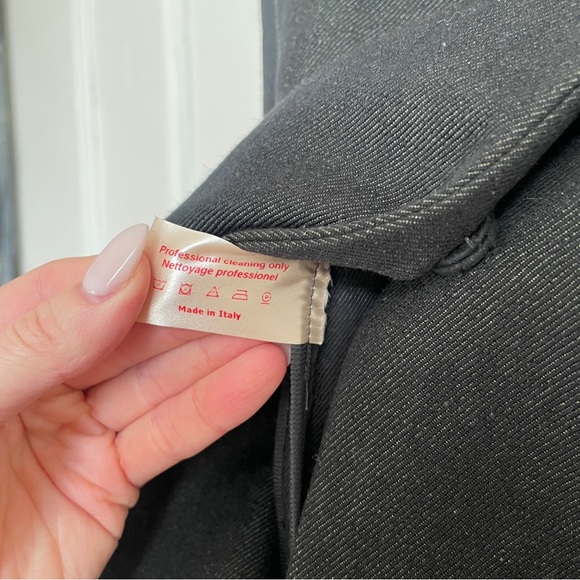 Professional cleaning only
Nettoyage professionel
Made in Italy